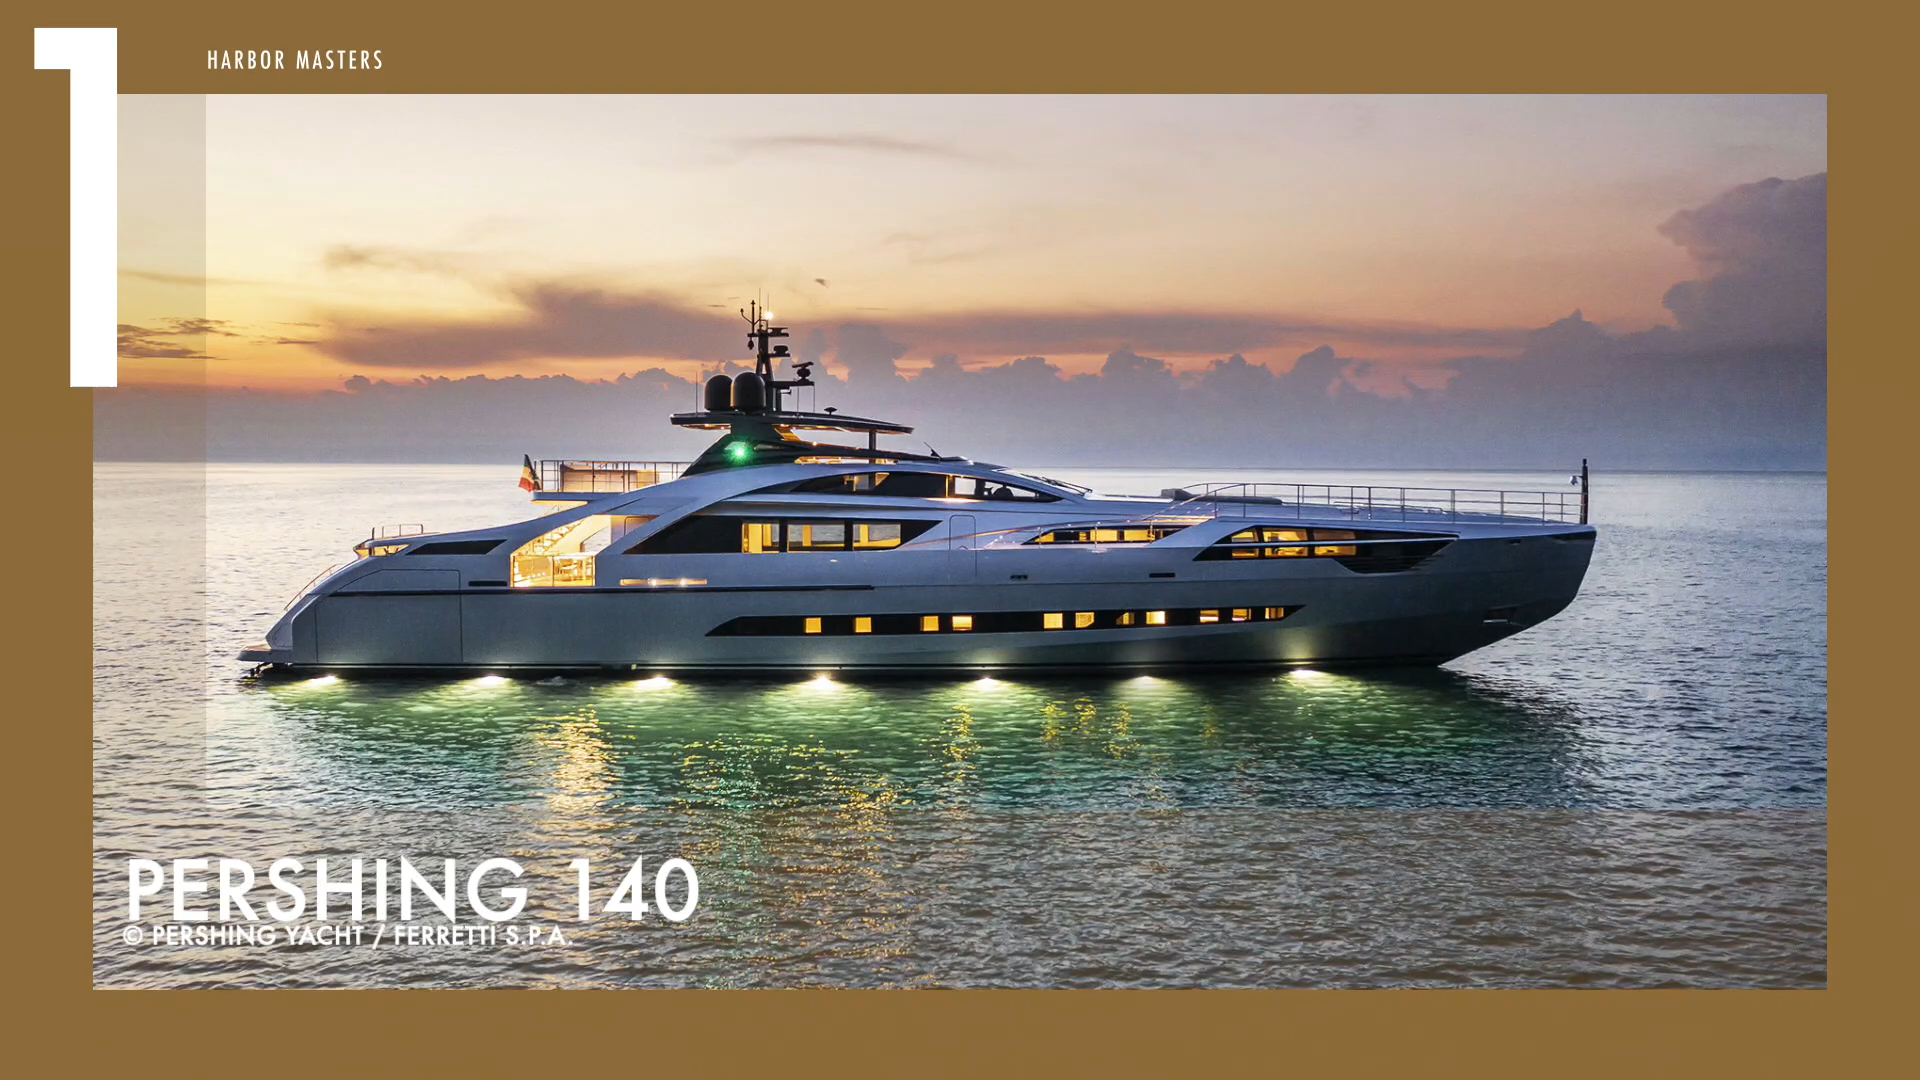 1
HARBOR MASTERS
PERSHING 140
© PERSHING YACHT / FERRETTI S.P.A.